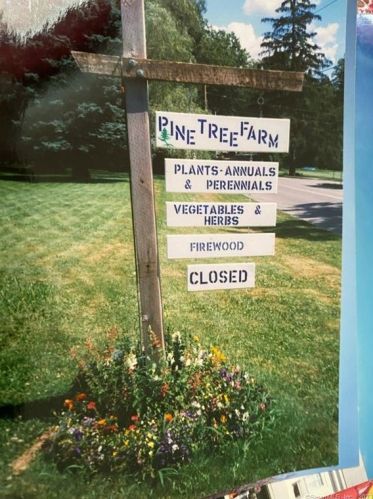 PINE TREE FARM
PLANTS-ANNUALS
& PERENNIALS
VEGETABLES &
HERBS
FIREWOOD
CLOSED